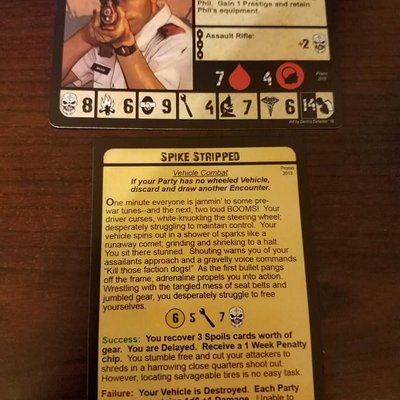 Phil. Gain 1 Prestige and retain
Phil's equipment.
Assault Rifle:
+2
7 4
Promo
2018
8 6 9 4 7 6 14
SPIKE STRIPPED
Vehicle Combat
Promo
2018
If your Party has no wheeled Vehicle,
discard and draw another Encounter.
One minute everyone is jammin' to some pre-
war tunes--and the next, two loud BOOMS! Your
driver curses, white-knuckling the steering wheel;
desperately struggling to maintain control. Your
vehicle spins out in a shower of sparks like a
runaway comet; grinding and shrieking to a halt.
You sit there stunned. Shouting warns you of your
assailants approach and a gravelly voice commands
"Kill those faction dogs!" As the first bullet pangs
off the frame, adrenaline propels you into action.
Wrestling with the tangled mess of seat belts and
jumbled gear, you desperately struggle to free
yourselves.
6 5 7
Success: You recover 3 Spoils cards worth of
gear. You are Delayed. Receive a 1 Week Penalty
chip. You stumble free and cut your attackers to
shreds in a harrowing close quarters shoot out.
However, locating salvageable tires is no easy task.
Failure: Your Vehicle is Destroyed. Each Party
Damage. Unable to